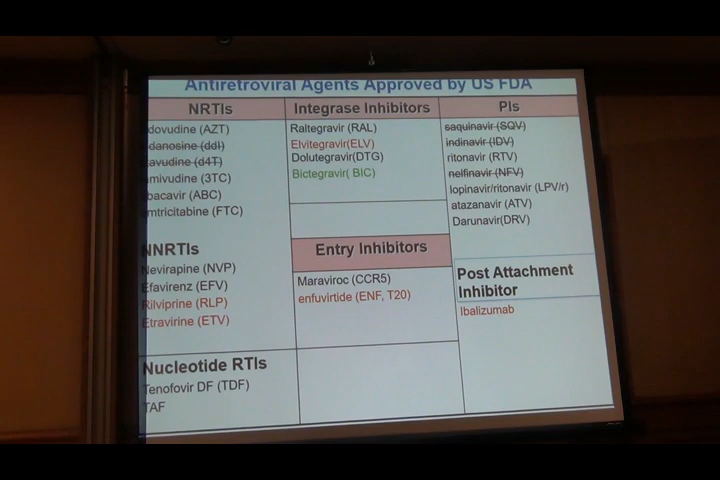 Antiretroviral Agents Approved by US FDA
NRTIs
dovudine (AZT)
danosine (ddI)
avudine (d4T)
amivudine (3TC)
bacavir (ABC)
mtricitabine (FTC)
NNRTIs
Nevirapine (NVP)
Efavirenz (EFV)
Rilviprine (RLP)
Etravirine (ETV)
Nucleotide RTIs
Tenofovir DF (TDF)
TAF
Integrase Inhibitors
Raltegravir (RAL)
Elvitegravir(ELV)
Dolutegravir(DTG)
Bictegravir( BIC)
Entry Inhibitors
Maraviroc (CCR5)
enfuvirtide (ENF, T20)
PIs
saquinavir (SQV)
indinavir (IDV)
ritonavir (RTV)
nelfinavir (NFV)
lopinavir/ritonavir (LPV/r)
atazanavir (ATV)
Darunavir(DRV)
Post Attachment
Inhibitor
Ibalizumab